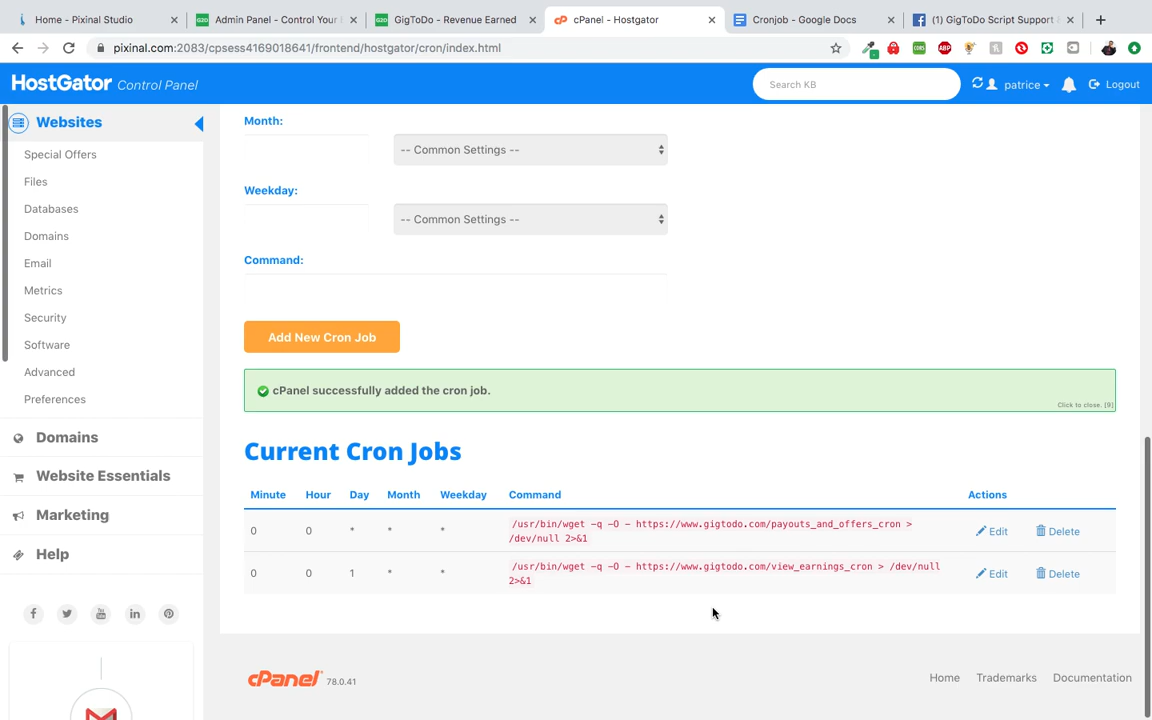 Home - Pixinal Studio
Admin Panel - Control Your
GigToDo - Revenue Earned
cPanel - Hostgator
Cronjob - Google Docs
(1) GigToDo Script Support
pixinal.com:2083/cpsess4169018641/frontend/hostgator/cron/index.html
HostGator Control Panel
Search KB
patrice
Logout
Websites
Special Offers
Files
Databases
Domains
Email
Metrics
Security
Software
Advanced
Preferences
Domains
Website Essentials
Marketing
Help
Month:
-- Common Settings --
Weekday:
-- Common Settings --
Command:
Add New Cron Job
cPanel successfully added the cron job.
Click to close. [9]
Current Cron Jobs
Minute Hour Day Month Weekday Command Actions
0 0 * * * /usr/bin/wget -q -O - https://www.gigtodo.com/payouts_and_offers_cron > Edit Delete
/dev/null 2>&1
0 0 1 * * /usr/bin/wget -q -O - https://www.gigtodo.com/view_earnings_cron > /dev/null Edit Delete
2>&1
cPanel 78.0.41
Home Trademarks Documentation